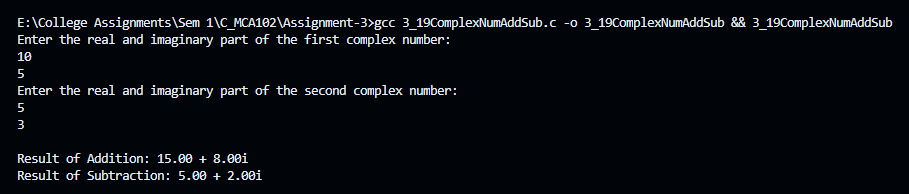 E:\College Assignments\Sem 1\C_MCA102\Assignment-3>gcc 3_19ComplexNumAddSub.c -o 3_19ComplexNumAddSub && 3_19ComplexNumAddSub
Enter the real and imaginary part of the first complex number:
10
5
Enter the real and imaginary part of the second complex number:
5
3
Result of Addition: 15.00 + 8.00i
Result of Subtraction: 5.00 + 2.00i